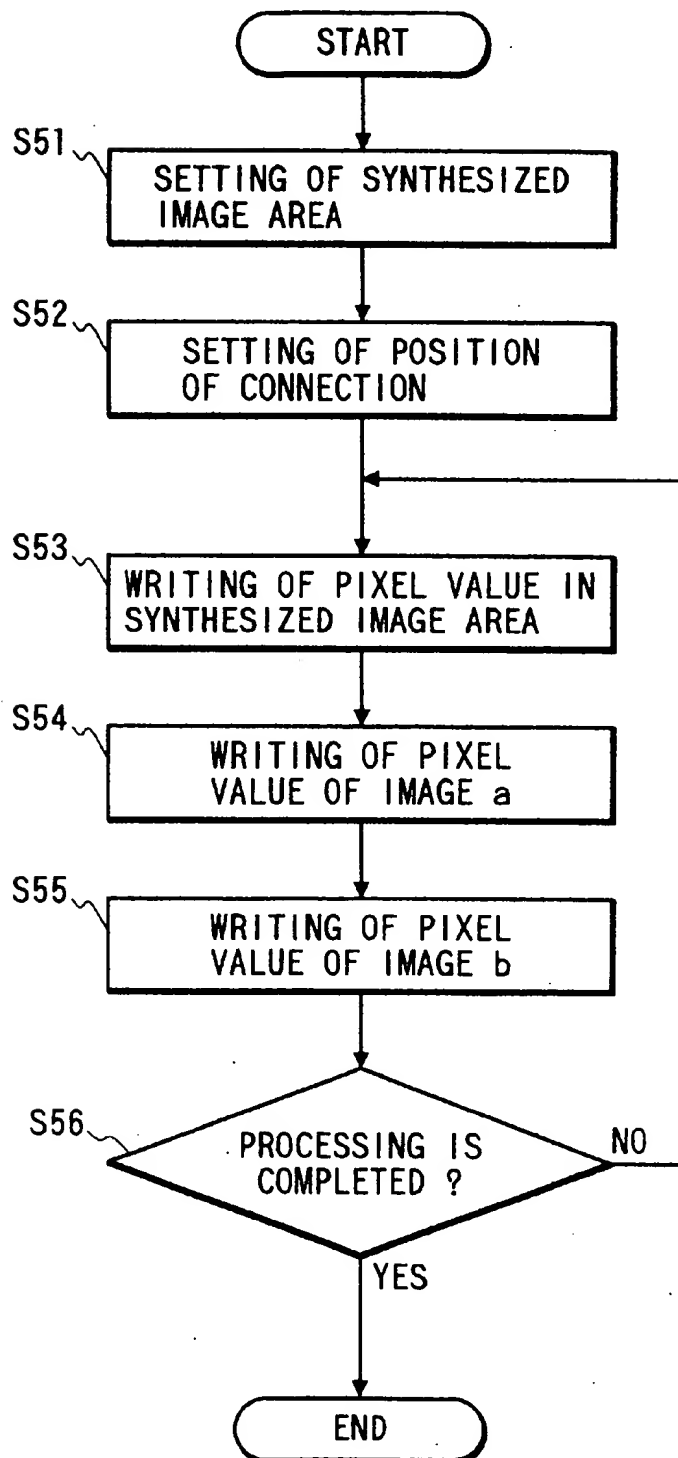 START
S51
SETTING OF SYNTHESIZED
IMAGE AREA
S52
SETTING OF POSITION
OF CONNECTION
S53
WRITING OF PIXEL VALUE IN
SYNTHESIZED IMAGE AREA
S54
WRITING OF PIXEL
VALUE OF IMAGE a
S55
WRITING OF PIXEL
VALUE OF IMAGE b
S56
PROCESSING IS
COMPLETED ?
NO
YES
END